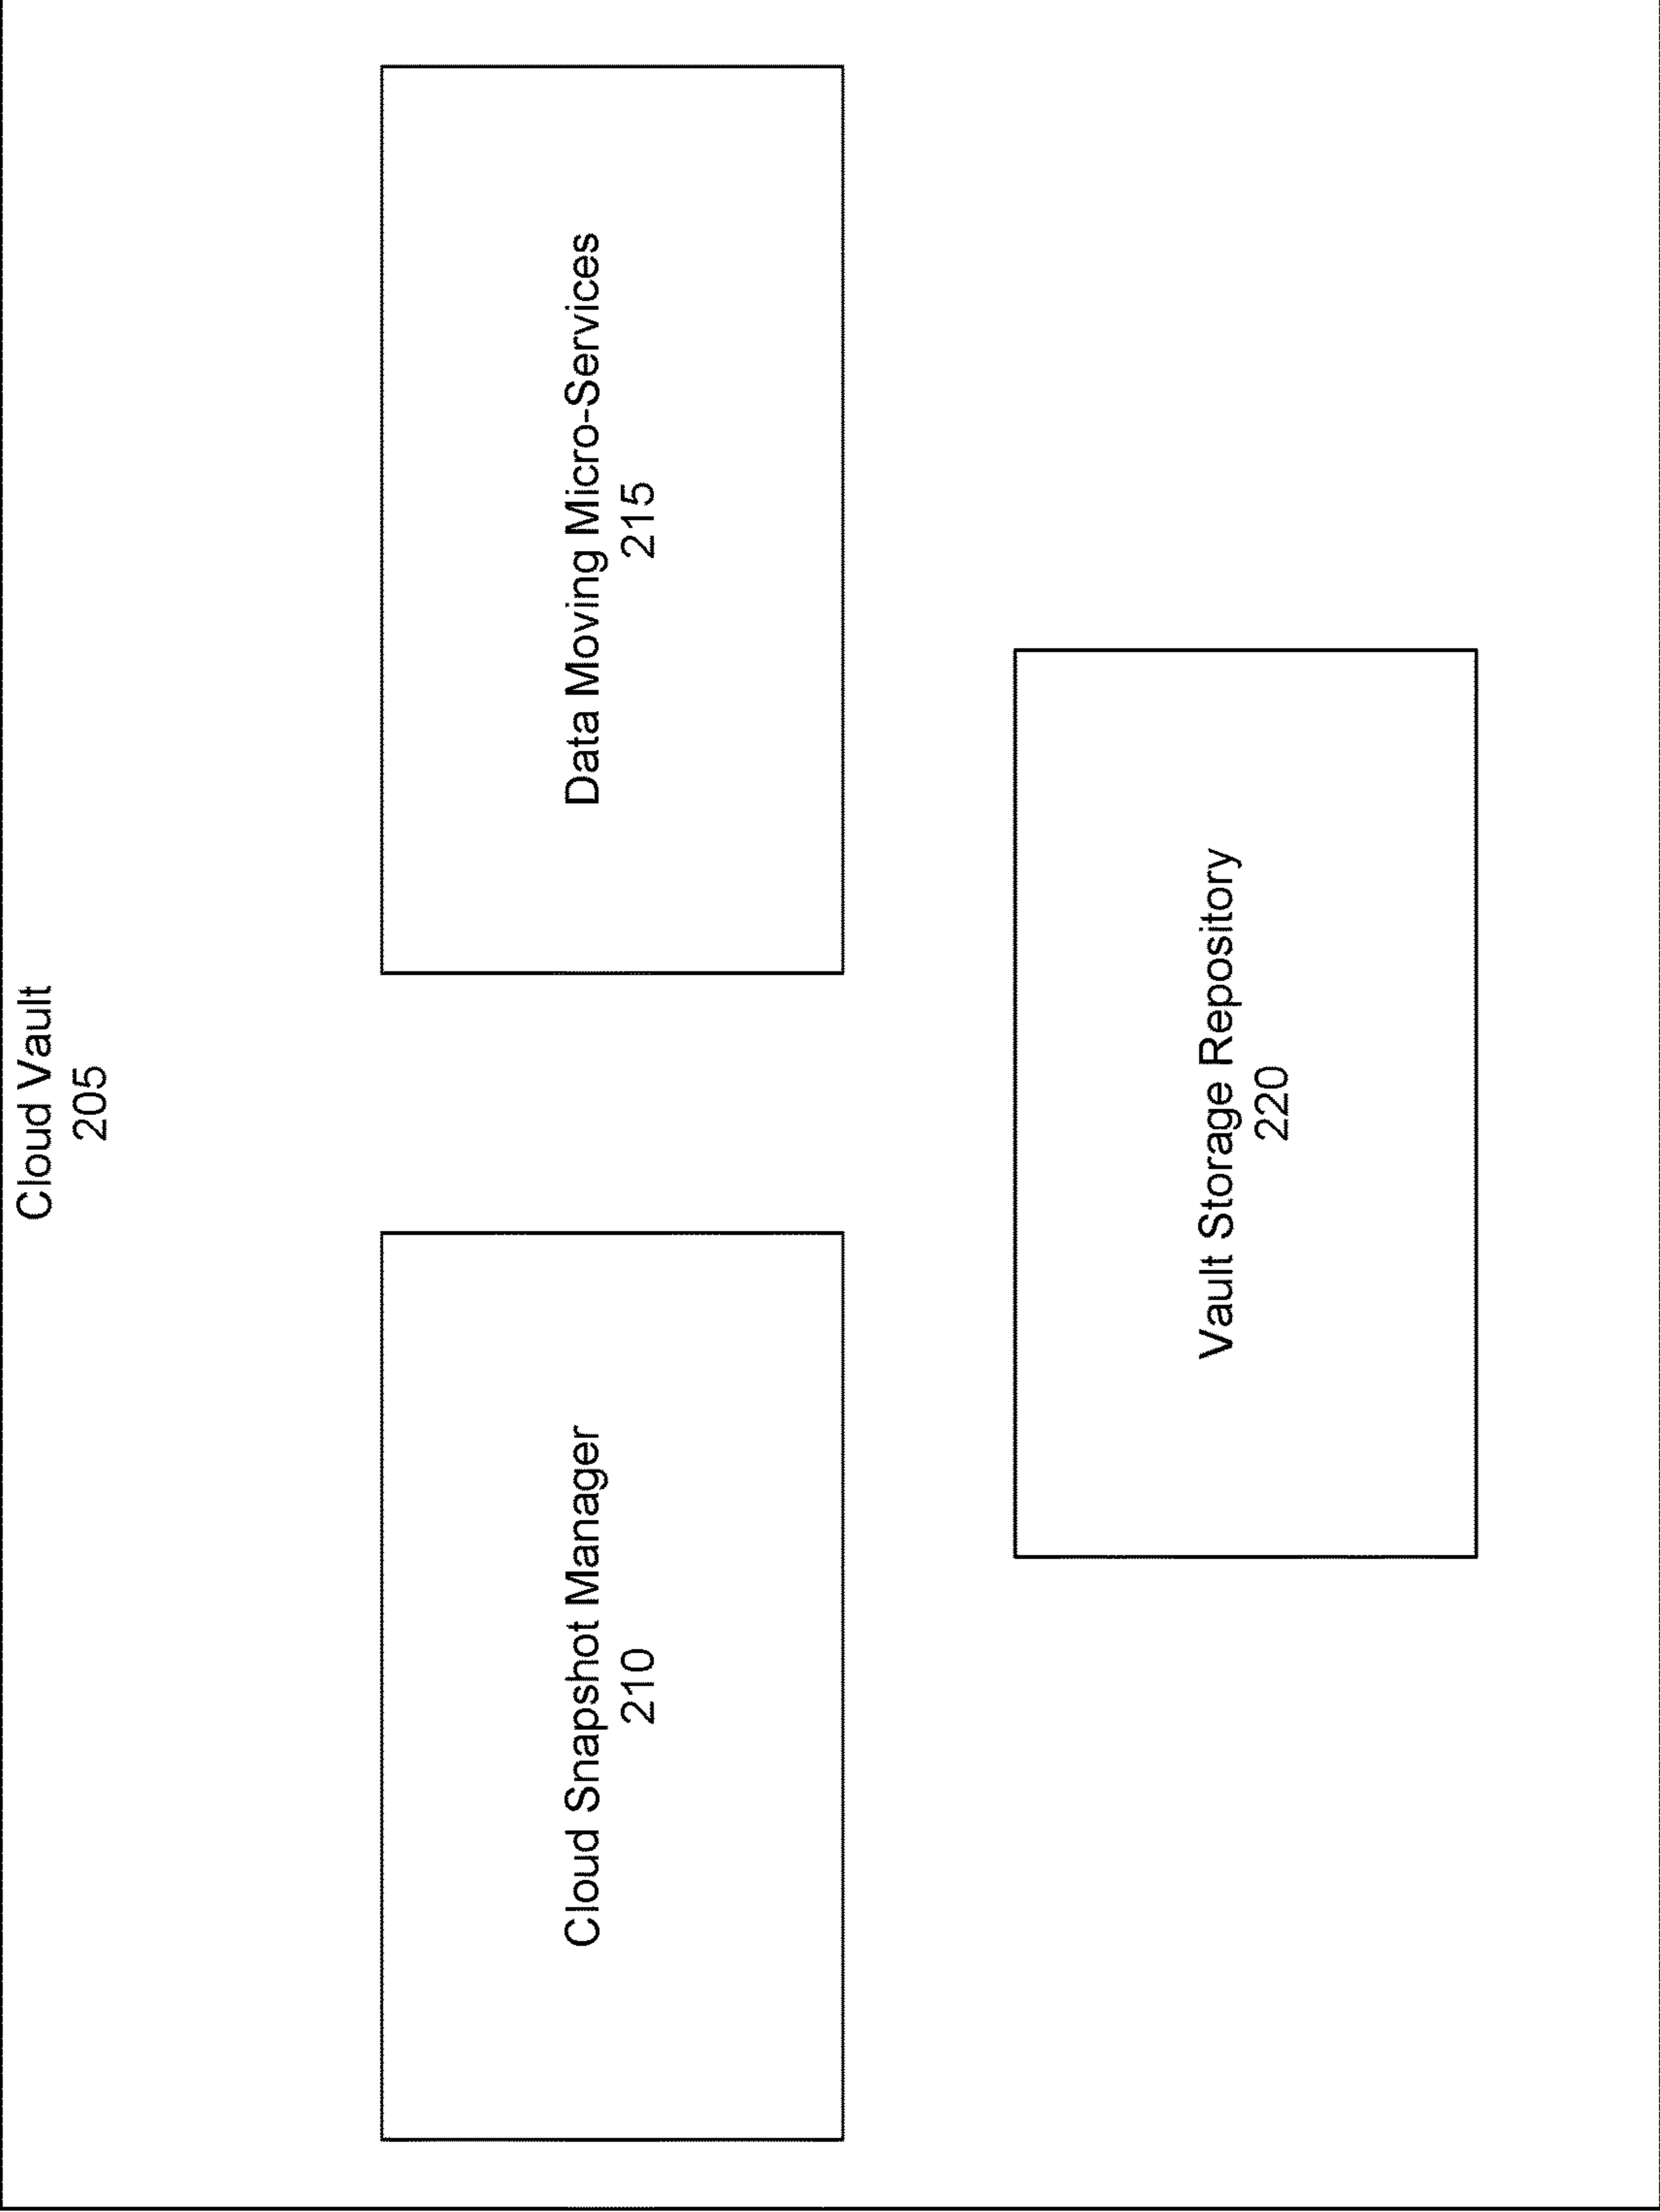 Cloud Vault
205
Cloud Snapshot Manager
210
Data Moving Micro-Services
215
Vault Storage Repository
220